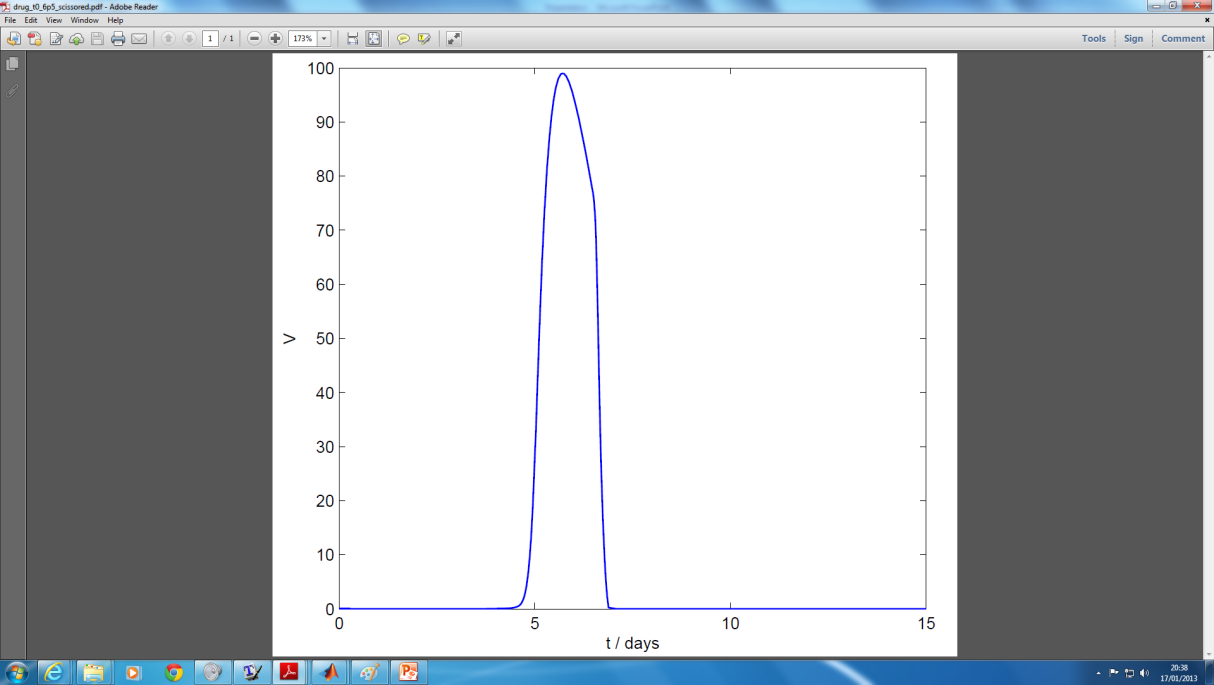 drug_t0_6p5_scissored.pdf - Adobe Reader
File Edit View Window Help
1 / 1 173% Tools Sign Comment
100
90
80
70
60
50
40
30
20
10
0
V
0 5 10 15
t / days
20:38
17/01/2013